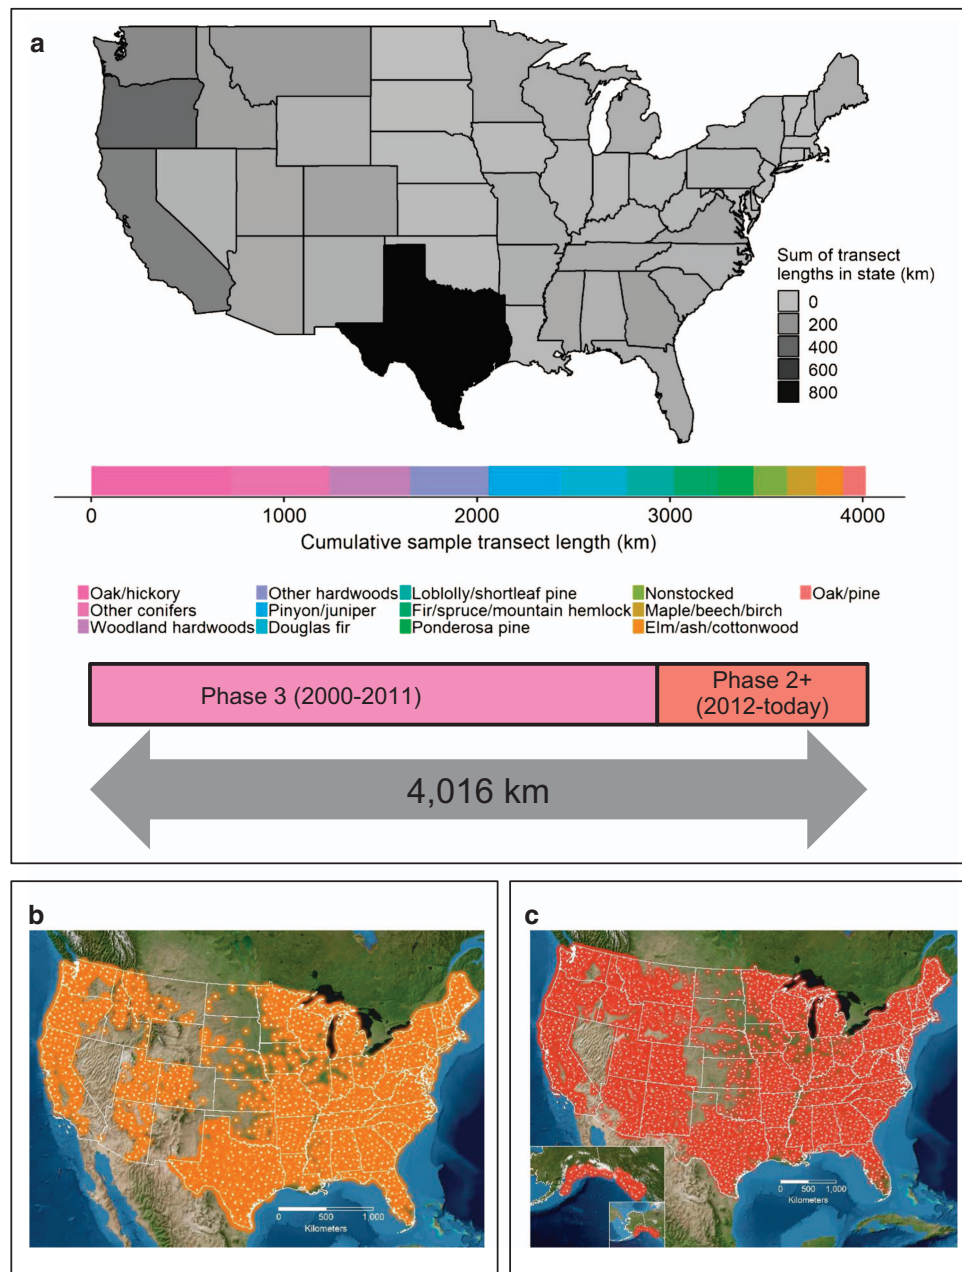 a
Sum of transect
lengths in state (km)
0
200
400
600
800
0 1000 2000 3000 4000
Cumulative sample transect length (km)
Oak/hickory Other hardwoods Loblolly/shortleaf pine Nonstocked Oak/pine
Other conifers Pinyon/juniper Fir/spruce/mountain hemlock Maple/beech/birch
Woodland hardwoods Douglas fir Ponderosa pine Elm/ash/cottonwood
Phase 3 (2000-2011) Phase 2+
(2012-today)
4,016 km
b
0 500 1,000
Kilometers
c
0 500 1,000
Kilometers